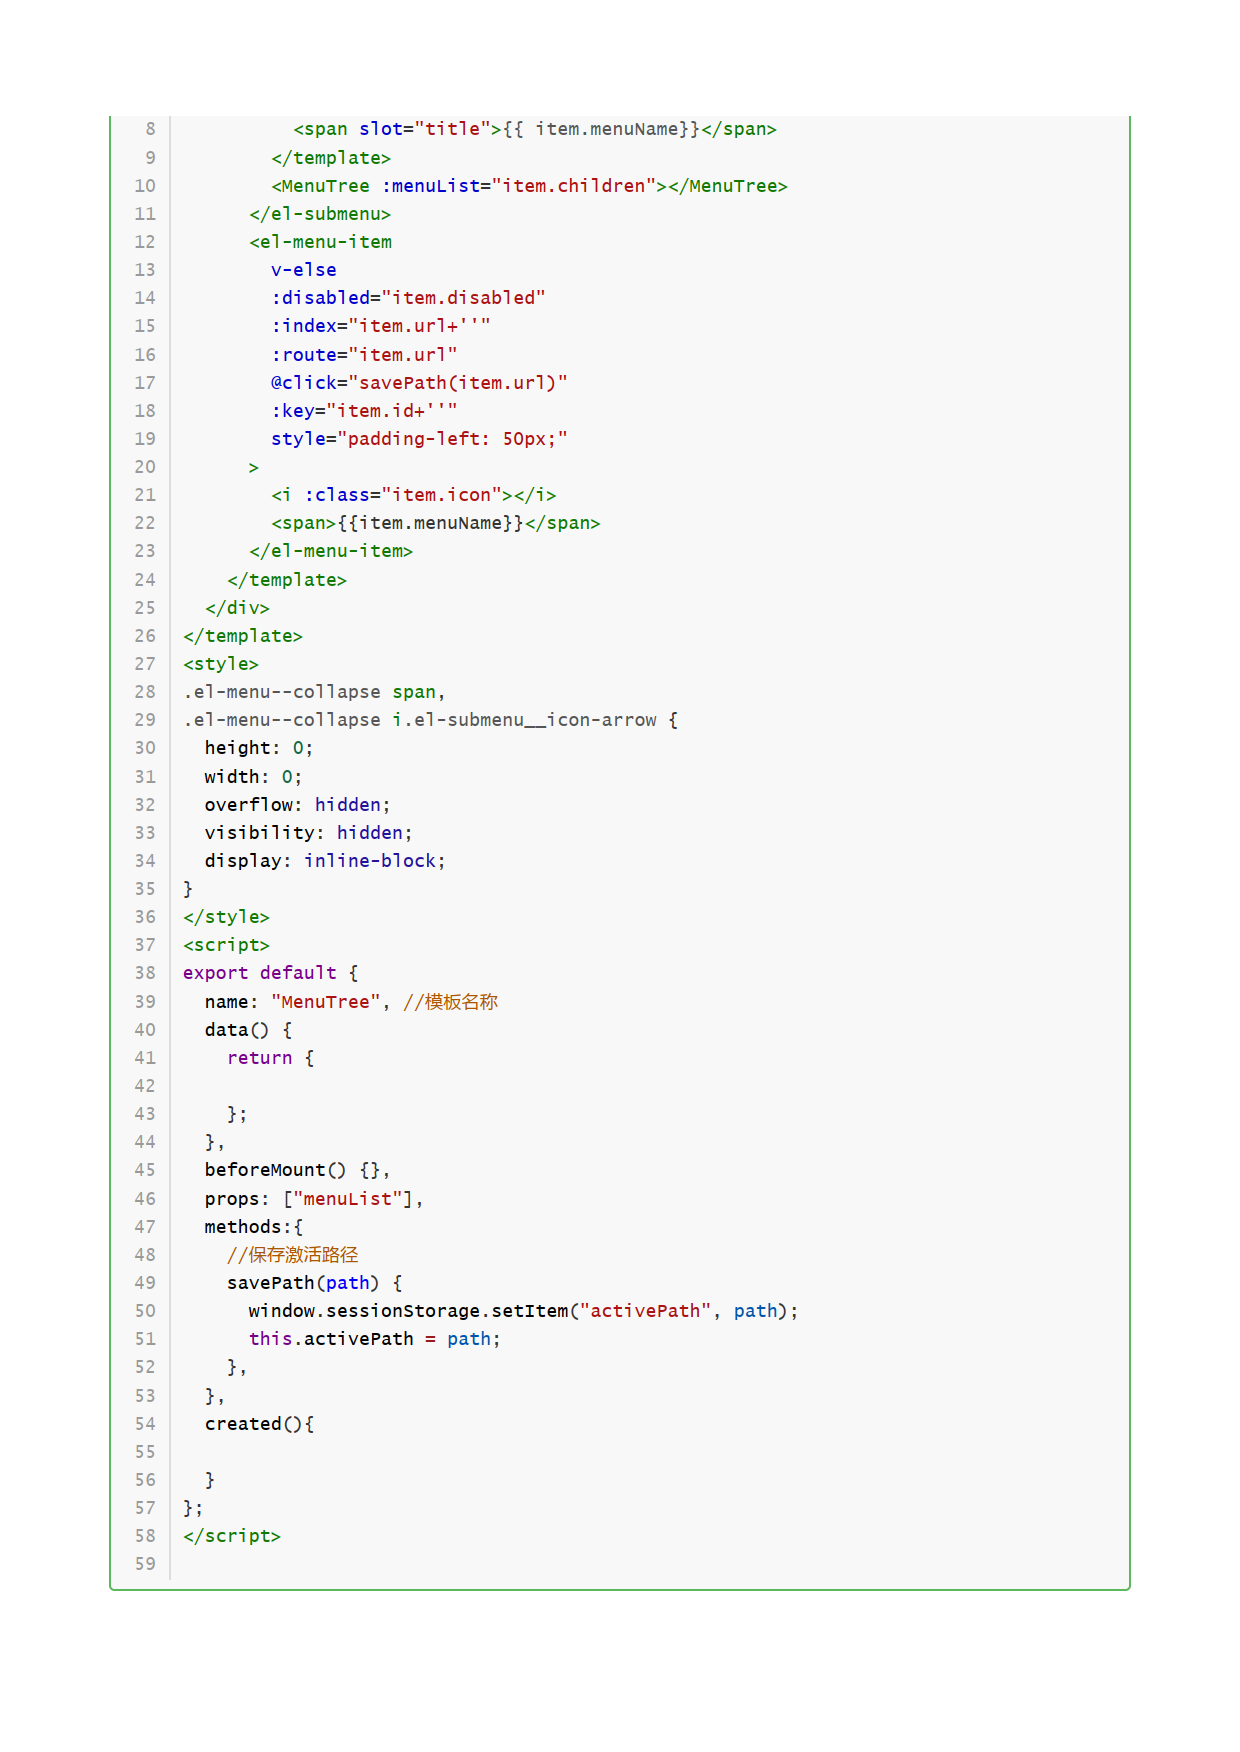 8 <span slot="title">{{ item.menuName}}</span>
9 </template>
10 <MenuTree :menuList="item.children"></MenuTree>
11 </el-submenu>
12 <el-menu-item
13 v-else
14 :disabled="item.disabled"
15 :index="item.url+''"
16 :route="item.url"
17 @click="savePath(item.url)"
18 :key="item.id+''"
19 style="padding-left: 50px;"
20 >
21 <i :class="item.icon"></i>
22 <span>{{item.menuName}}</span>
23 </el-menu-item>
24 </template>
25 </div>
26 </template>
27 <style>
28 .el-menu--collapse span,
29 .el-menu--collapse i.el-submenu__icon-arrow {
30 height: 0;
31 width: 0;
32 overflow: hidden;
33 visibility: hidden;
34 display: inline-block;
35 }
36 </style>
37 <script>
38 export default {
39 name: "MenuTree", //模板名称
40 data() {
41 return {
42
43 };
44 },
45 beforeMount() {},
46 props: ["menuList"],
47 methods:{
48 //保存激活路径
49 savePath(path) {
50 window.sessionStorage.setItem("activePath", path);
51 this.activePath = path;
52 },
53 },
54 created(){
55
56 }
57 };
58 </script>
59